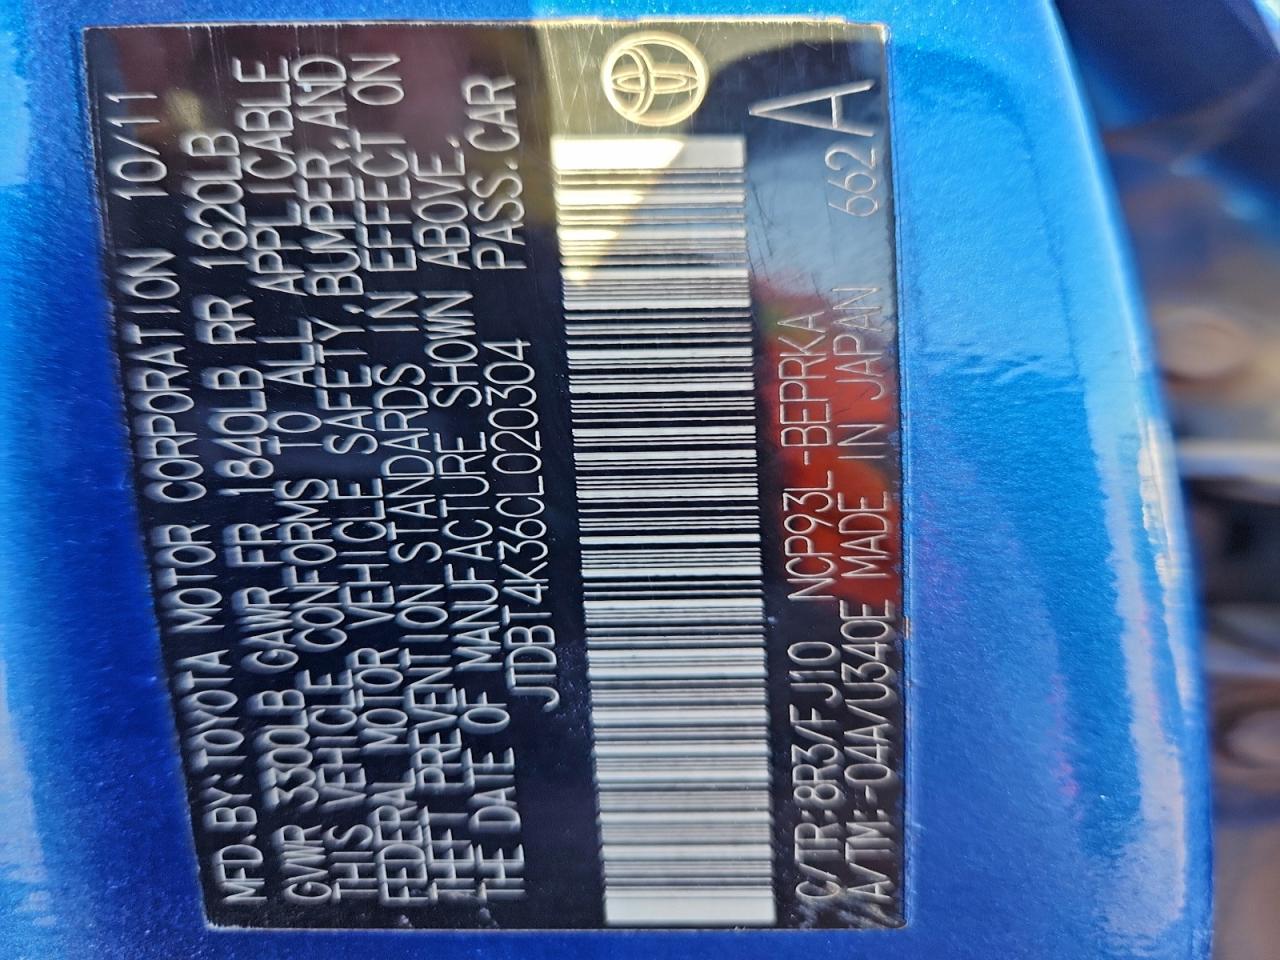 MFD.BY:TOYOTA MOTOR CORPORATION 10/11
GVWR 3300LB GAWR FR 1840LB RR 1820LB
THIS VEHICLE CONFORMS TO ALL APPLICABLE
FEDERAL MOTOR VEHICLE SAFETY,BUMPER,AND
THEFT PREVENTION STANDARDS IN EFFECT ON
THE DATE OF MANUFACTURE SHOWN ABOVE.
JTDBT4K36CL020304 PASS.CAR
C/TR:8R3/FJ10 NCP93L-BEPRKA 662A
A/TM:-04A/U340E MADE IN JAPAN